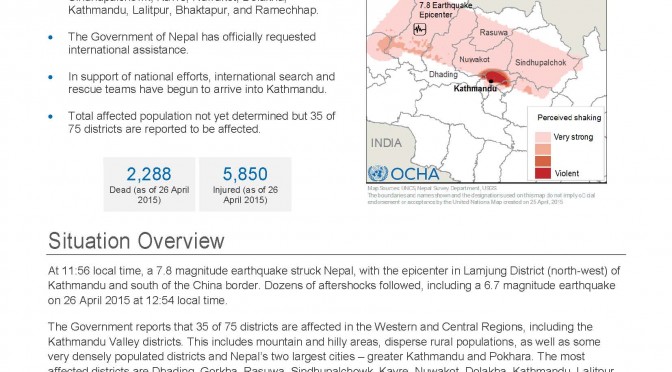 Kathmandu, Lalitpur, Bhaktapur, and Ramechhap.
The Government of Nepal has officially requested
international assistance.
In support of national efforts, international search and
rescue teams have begun to arrive into Kathmandu.
Total affected population not yet determined but 35 of
75 districts are reported to be affected.
2,288
Dead (as of 26 April
2015)
5,850
Injured (as of 26
April 2015)
7.8 Earthquake
Epicenter
Rasuwa
Nuwakot
Sindhupalchok
Dhading
Kathmandu
INDIA
Perceived shaking
Very strong
Violent
OCHA
Map Sources: UNCS, Nepal Survey Department, USGS
The boundaries and names shown and the designations used on this map do not imply official
endorsement or acceptance by the United Nations. Map created on 25 April, 2015
Situation Overview
At 11:56 local time, a 7.8 magnitude earthquake struck Nepal, with the epicenter in Lamjung District (north-west) of
Kathmandu and south of the China border. Dozens of aftershocks followed, including a 6.7 magnitude earthquake
on 26 April 2015 at 12:54 local time.
The Government reports that 35 of 75 districts are affected in the Western and Central Regions, including the
Kathmandu Valley districts. This includes mountain and hilly areas, disperse rural populations, as well as some
very densely populated districts and Nepal's two largest cities – greater Kathmandu and Pokhara. The most
affected districts are Dhading, Gorkha, Rasuwa, Sindhupalchowk, Kavre, Nuwakot, Dolakha, Kathmandu, Lalitpur